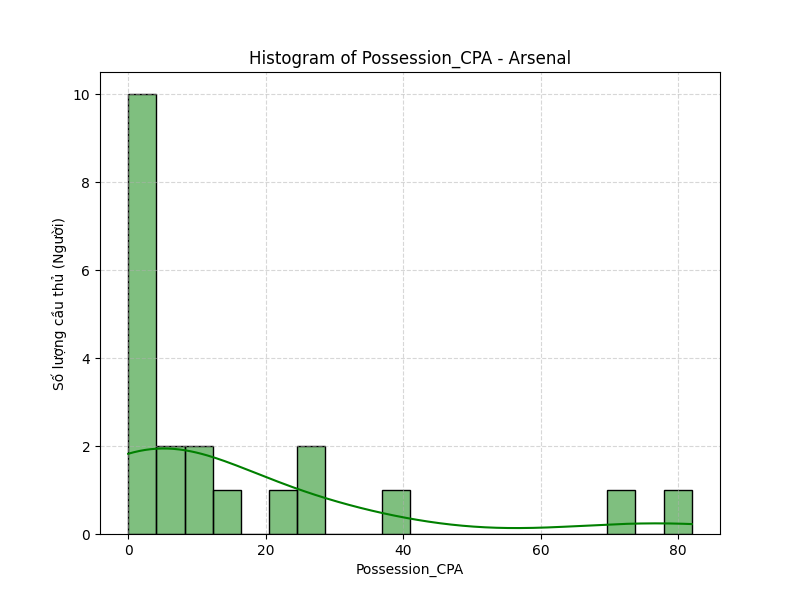 Histogram of Possession_CPA - Arsenal
Số lượng cầu thủ (Người)
10
8
6
4
2
0
0 20 40 60 80
Possession_CPA